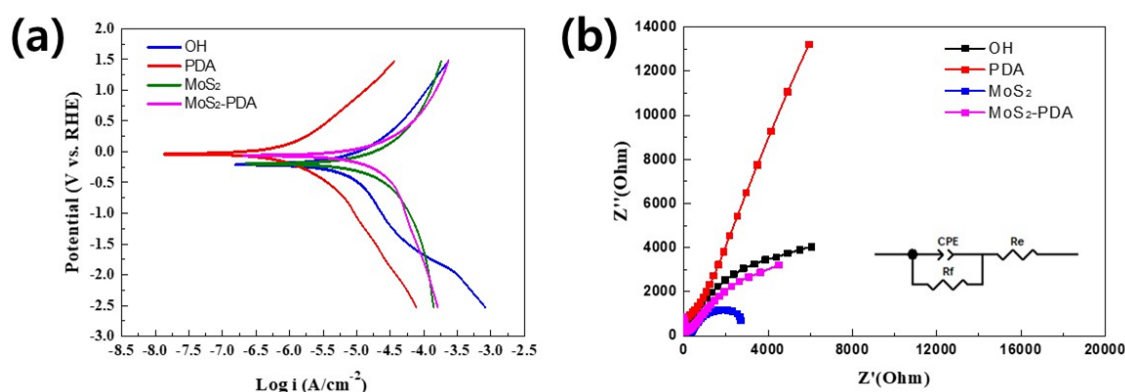 (a)
2.0
1.5
1.0
0.5
0.0
-0.5
-1.0
-1.5
-2.0
-2.5
-3.0
Potential (V vs. RHE)
OH
PDA
MoS₂
MoS₂-PDA
-8.5 -8.0 -7.5 -7.0 -6.5 -6.0 -5.5 -5.0 -4.5 -4.0 -3.5 -3.0 -2.5
Log i (A/cm⁻²)
(b)
14000
12000
10000
8000
6000
4000
2000
0
Z''(Ohm)
OH
PDA
MoS₂
MoS₂-PDA
CPE
Re
Rf
0 4000 8000 12000 16000 20000
Z'(Ohm)